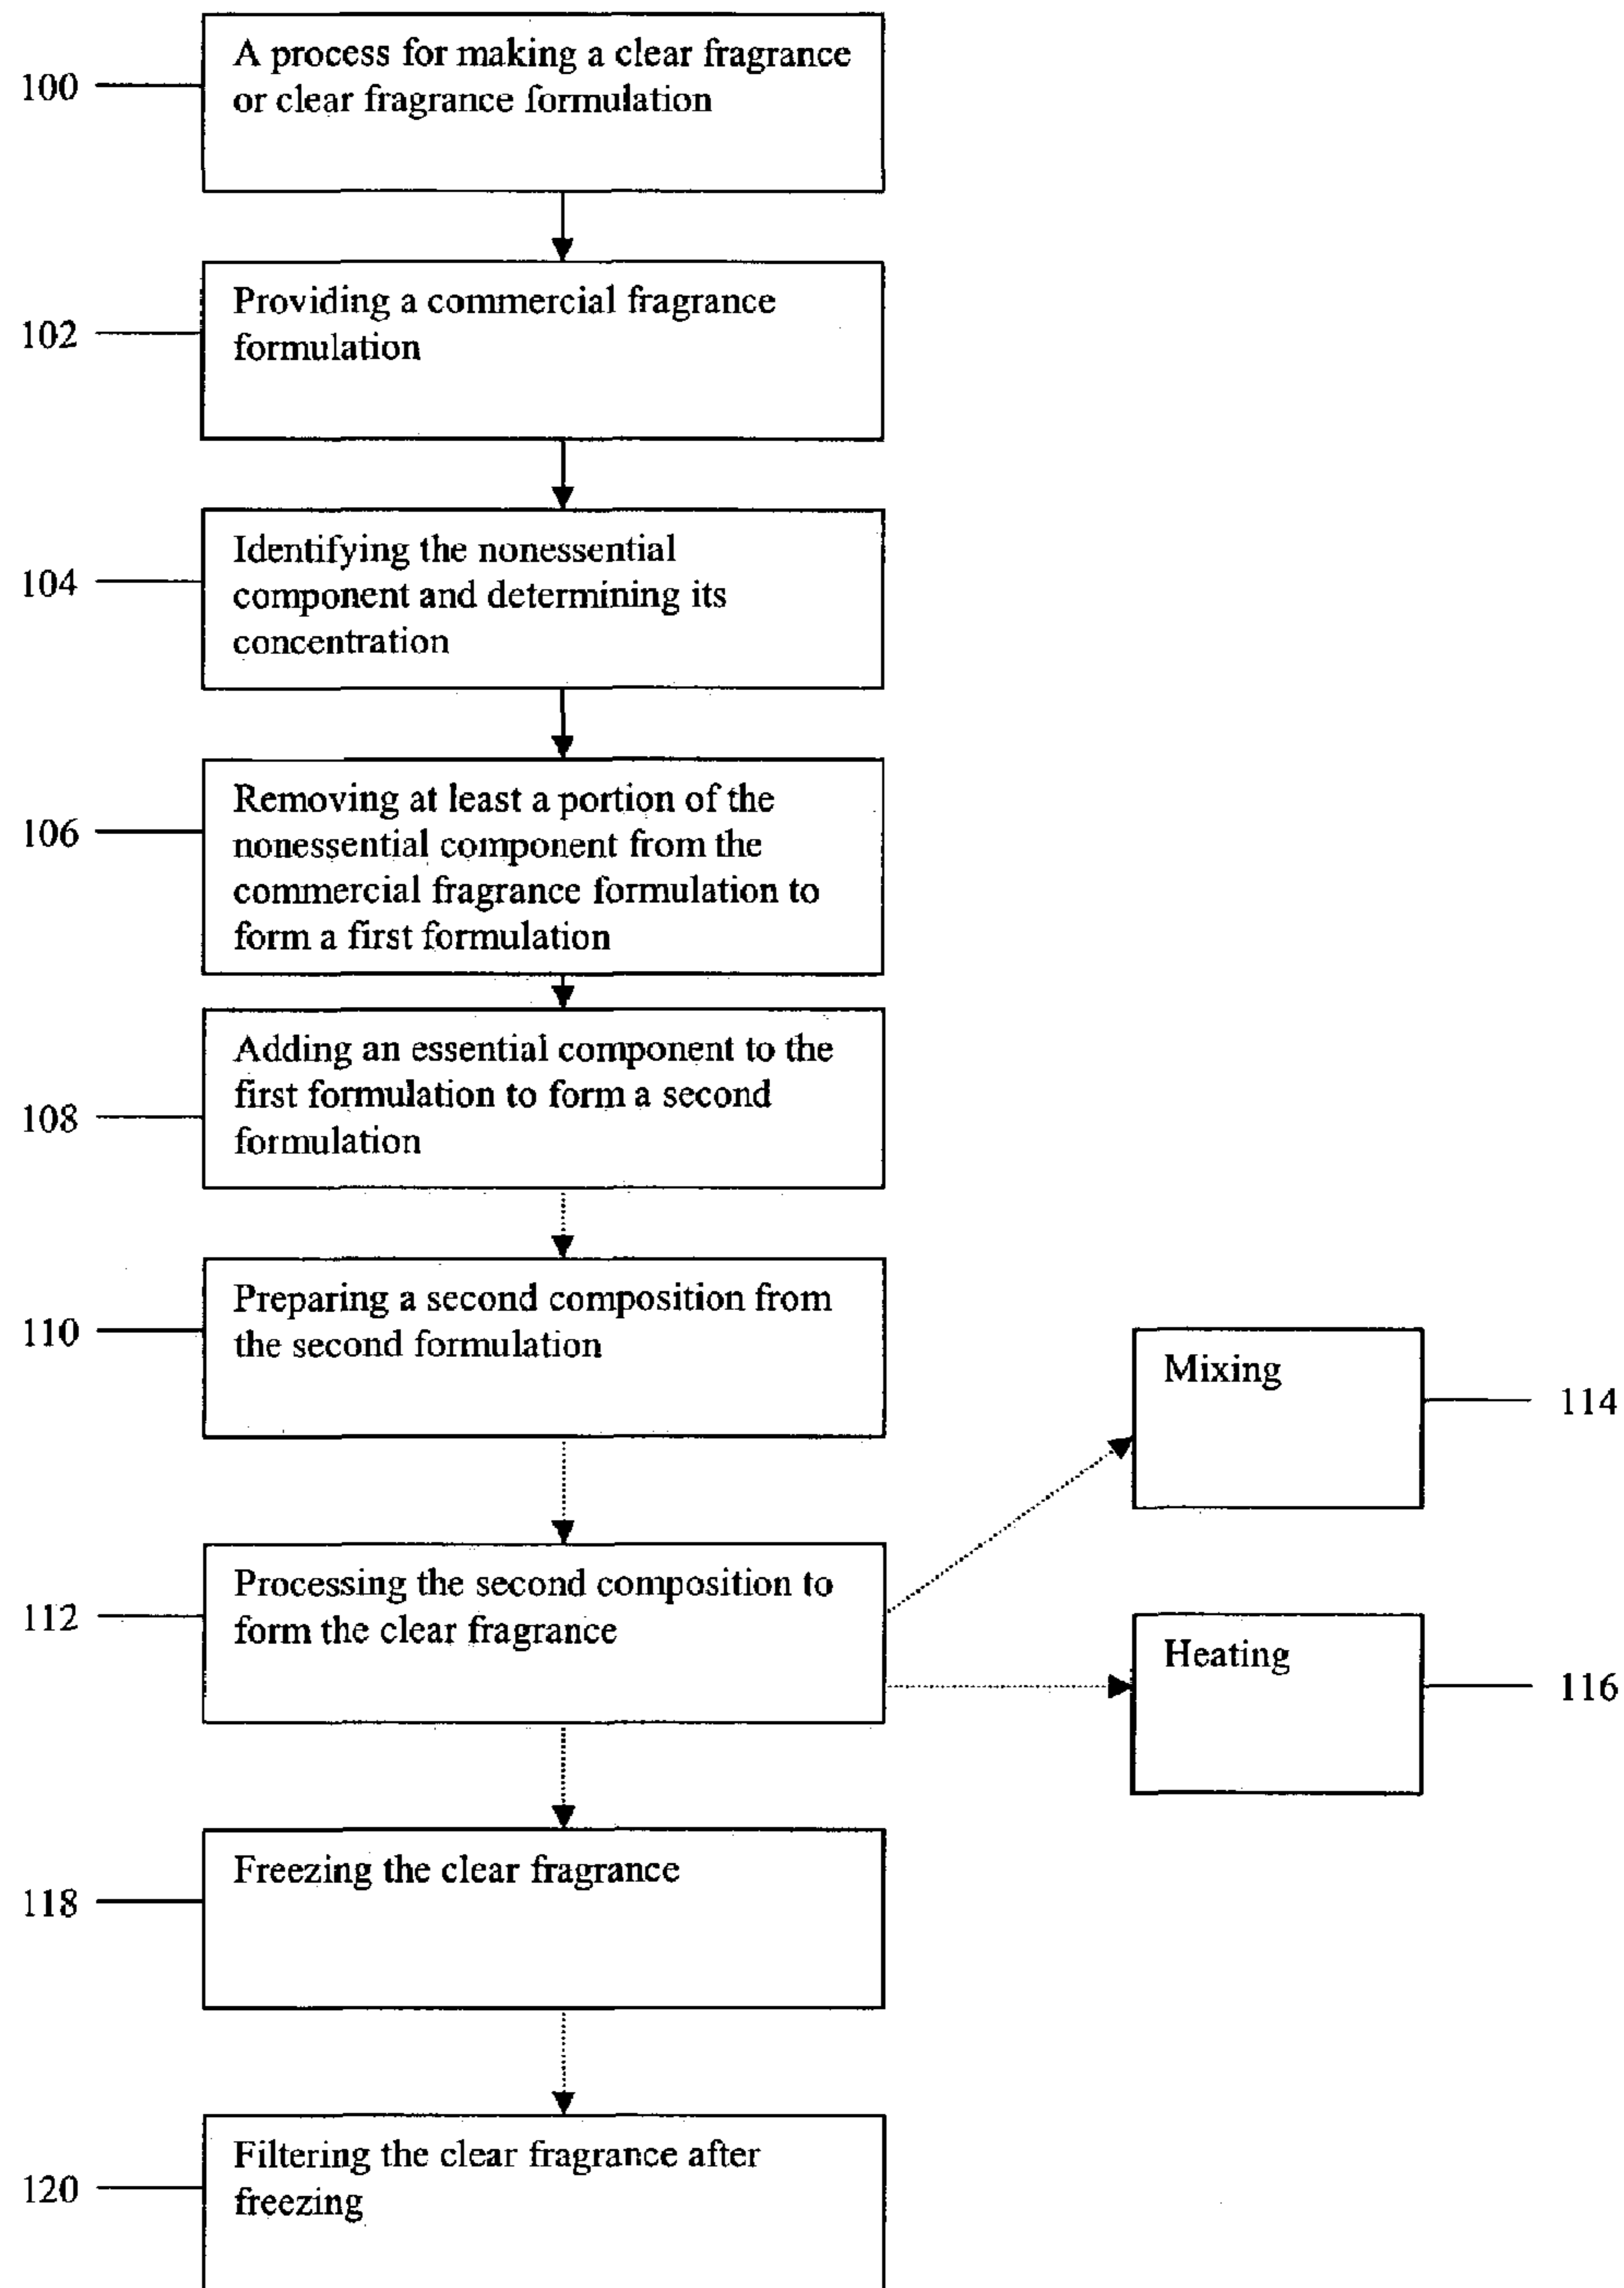 100
A process for making a clear fragrance
or clear fragrance formulation
102
Providing a commercial fragrance
formulation
104
Identifying the nonessential
component and determining its
concentration
106
Removing at least a portion of the
nonessential component from the
commercial fragrance formulation to
form a first formulation
108
Adding an essential component to the
first formulation to form a second
formulation
110
Preparing a second composition from
the second formulation
Mixing
114
112
Processing the second composition to
form the clear fragrance
Heating
116
118
Freezing the clear fragrance
120
Filtering the clear fragrance after
freezing